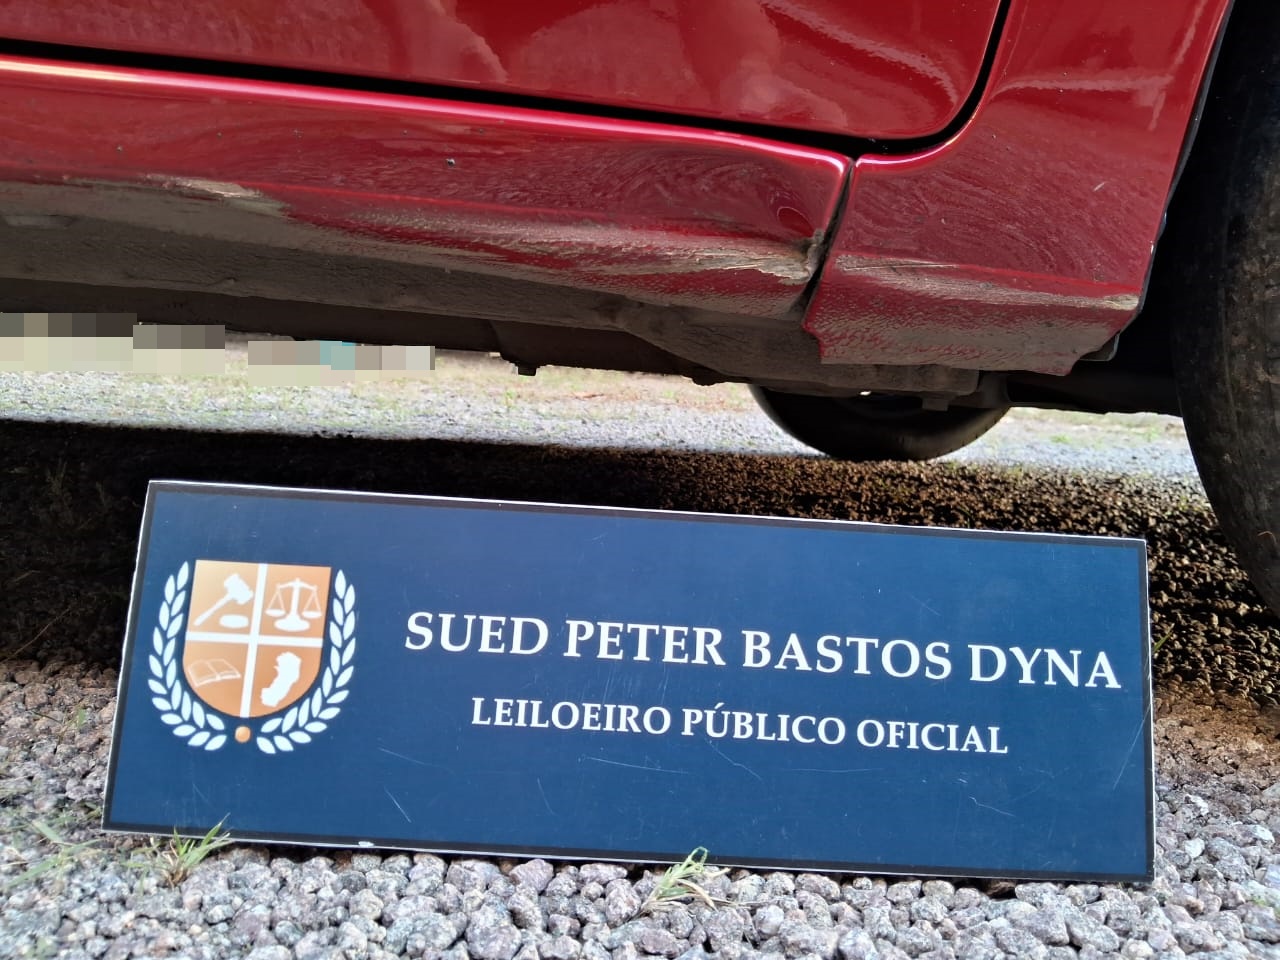 SUED PETER BASTOS DYNA
LEILOEIRO PÚBLICO OFICIAL